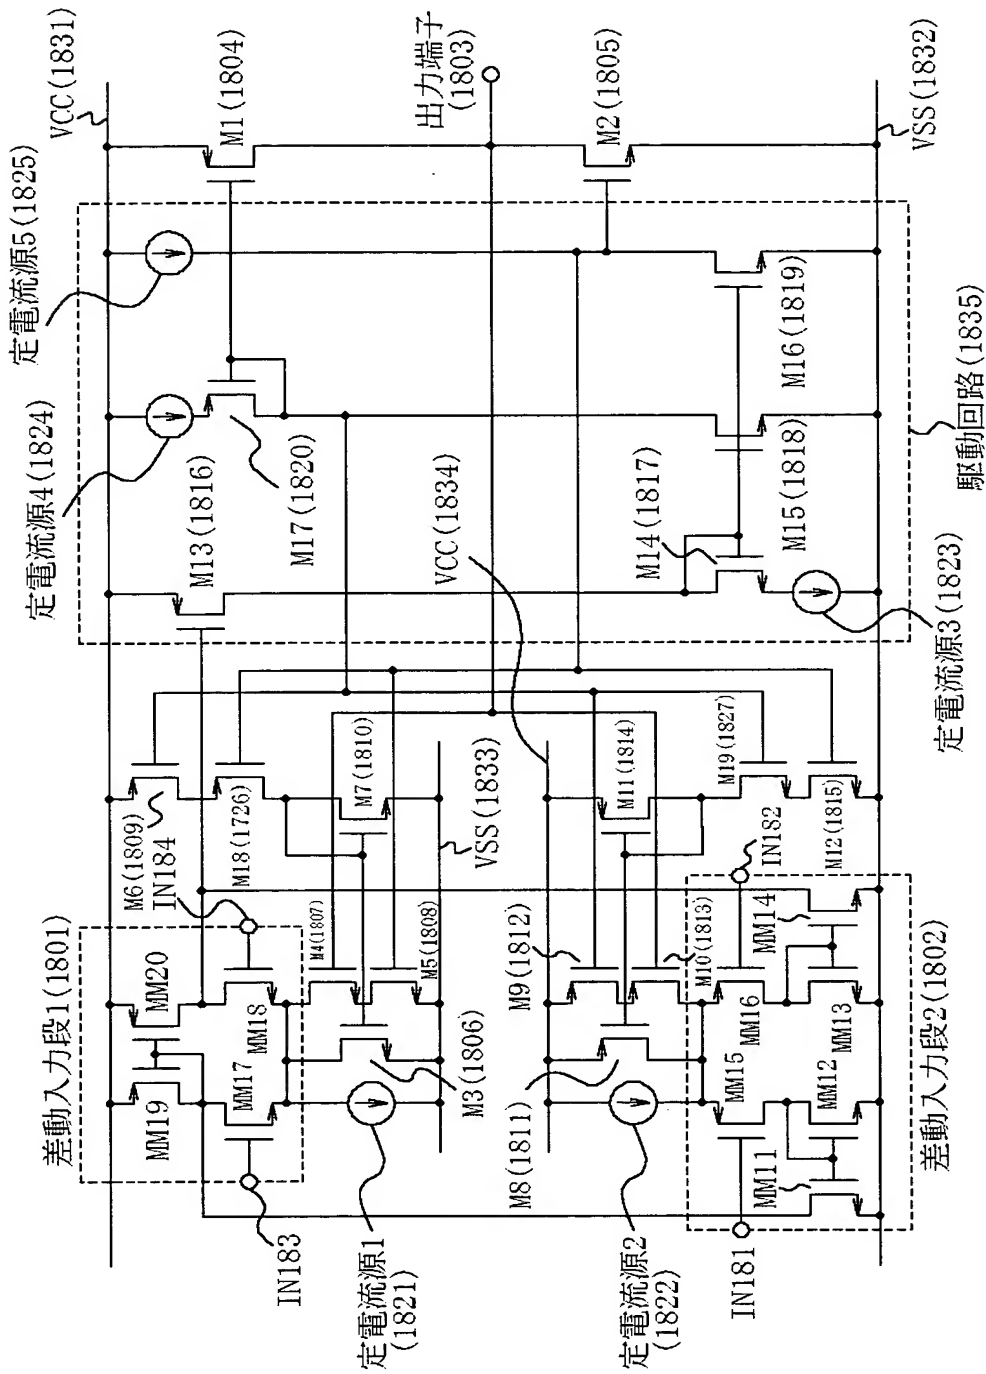 VCC(1831)
定電流源5(1825)
M1(1804)
出力端子
(1803)
M2(1805)
VSS(1832)
定電流源4(1824)
M13(1816)
M17(1820)
VCC(1834)
M14(1817)
M15(1818)
M16(1819)
駆動回路(1835)
定電流源3(1823)
差動入力段1(1801)
M6(1809)
IN184
M18(1726)
M7(1810)
VSS(1833)
M11(1814)
M19(1827)
IN182
M12(1815)
MM20
MM19
MM18
MM17
M4(1807)
M5(1808)
M3(1806)
M9(1812)
M10(1813)
M8(1811)
MM16
MM15
MM14
MM13
MM12
MM11
差動入力段2(1802)
IN183
定電流源1
(1821)
定電流源2
(1822)
IN181